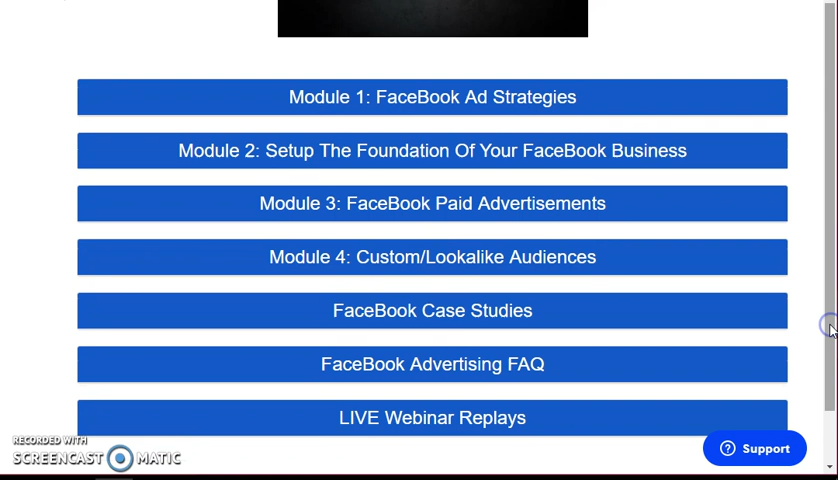 Module 1: FaceBook Ad Strategies
Module 2: Setup The Foundation Of Your FaceBook Business
Module 3: FaceBook Paid Advertisements
Module 4: Custom/Lookalike Audiences
FaceBook Case Studies
FaceBook Advertising FAQ
LIVE Webinar Replays
Support
RECORDED WITH
SCREENCAST MATIC